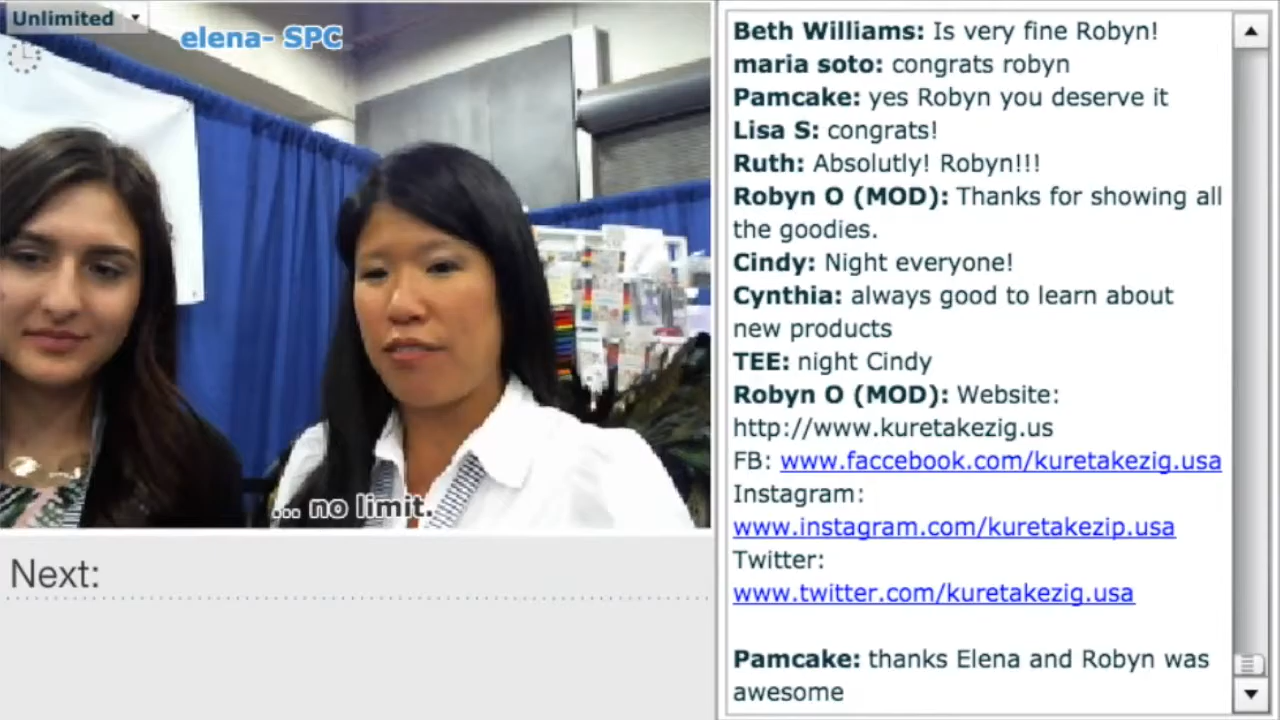 Unlimited
elena- SPC
... no limit.
Next:
Beth Williams: Is very fine Robyn!
maria soto: congrats robyn
Pamcake: yes Robyn you deserve it
Lisa S: congrats!
Ruth: Absolutly! Robyn!!!
Robyn O (MOD): Thanks for showing all
the goodies.
Cindy: Night everyone!
Cynthia: always good to learn about
new products
TEE: night Cindy
Robyn O (MOD): Website:
http://www.kuretakezig.us
FB: www.faccebook.com/kuretakezig.usa
Instagram:
www.instagram.com/kuretakezip.usa
Twitter:
www.twitter.com/kuretakezig.usa
Pamcake: thanks Elena and Robyn was
awesome